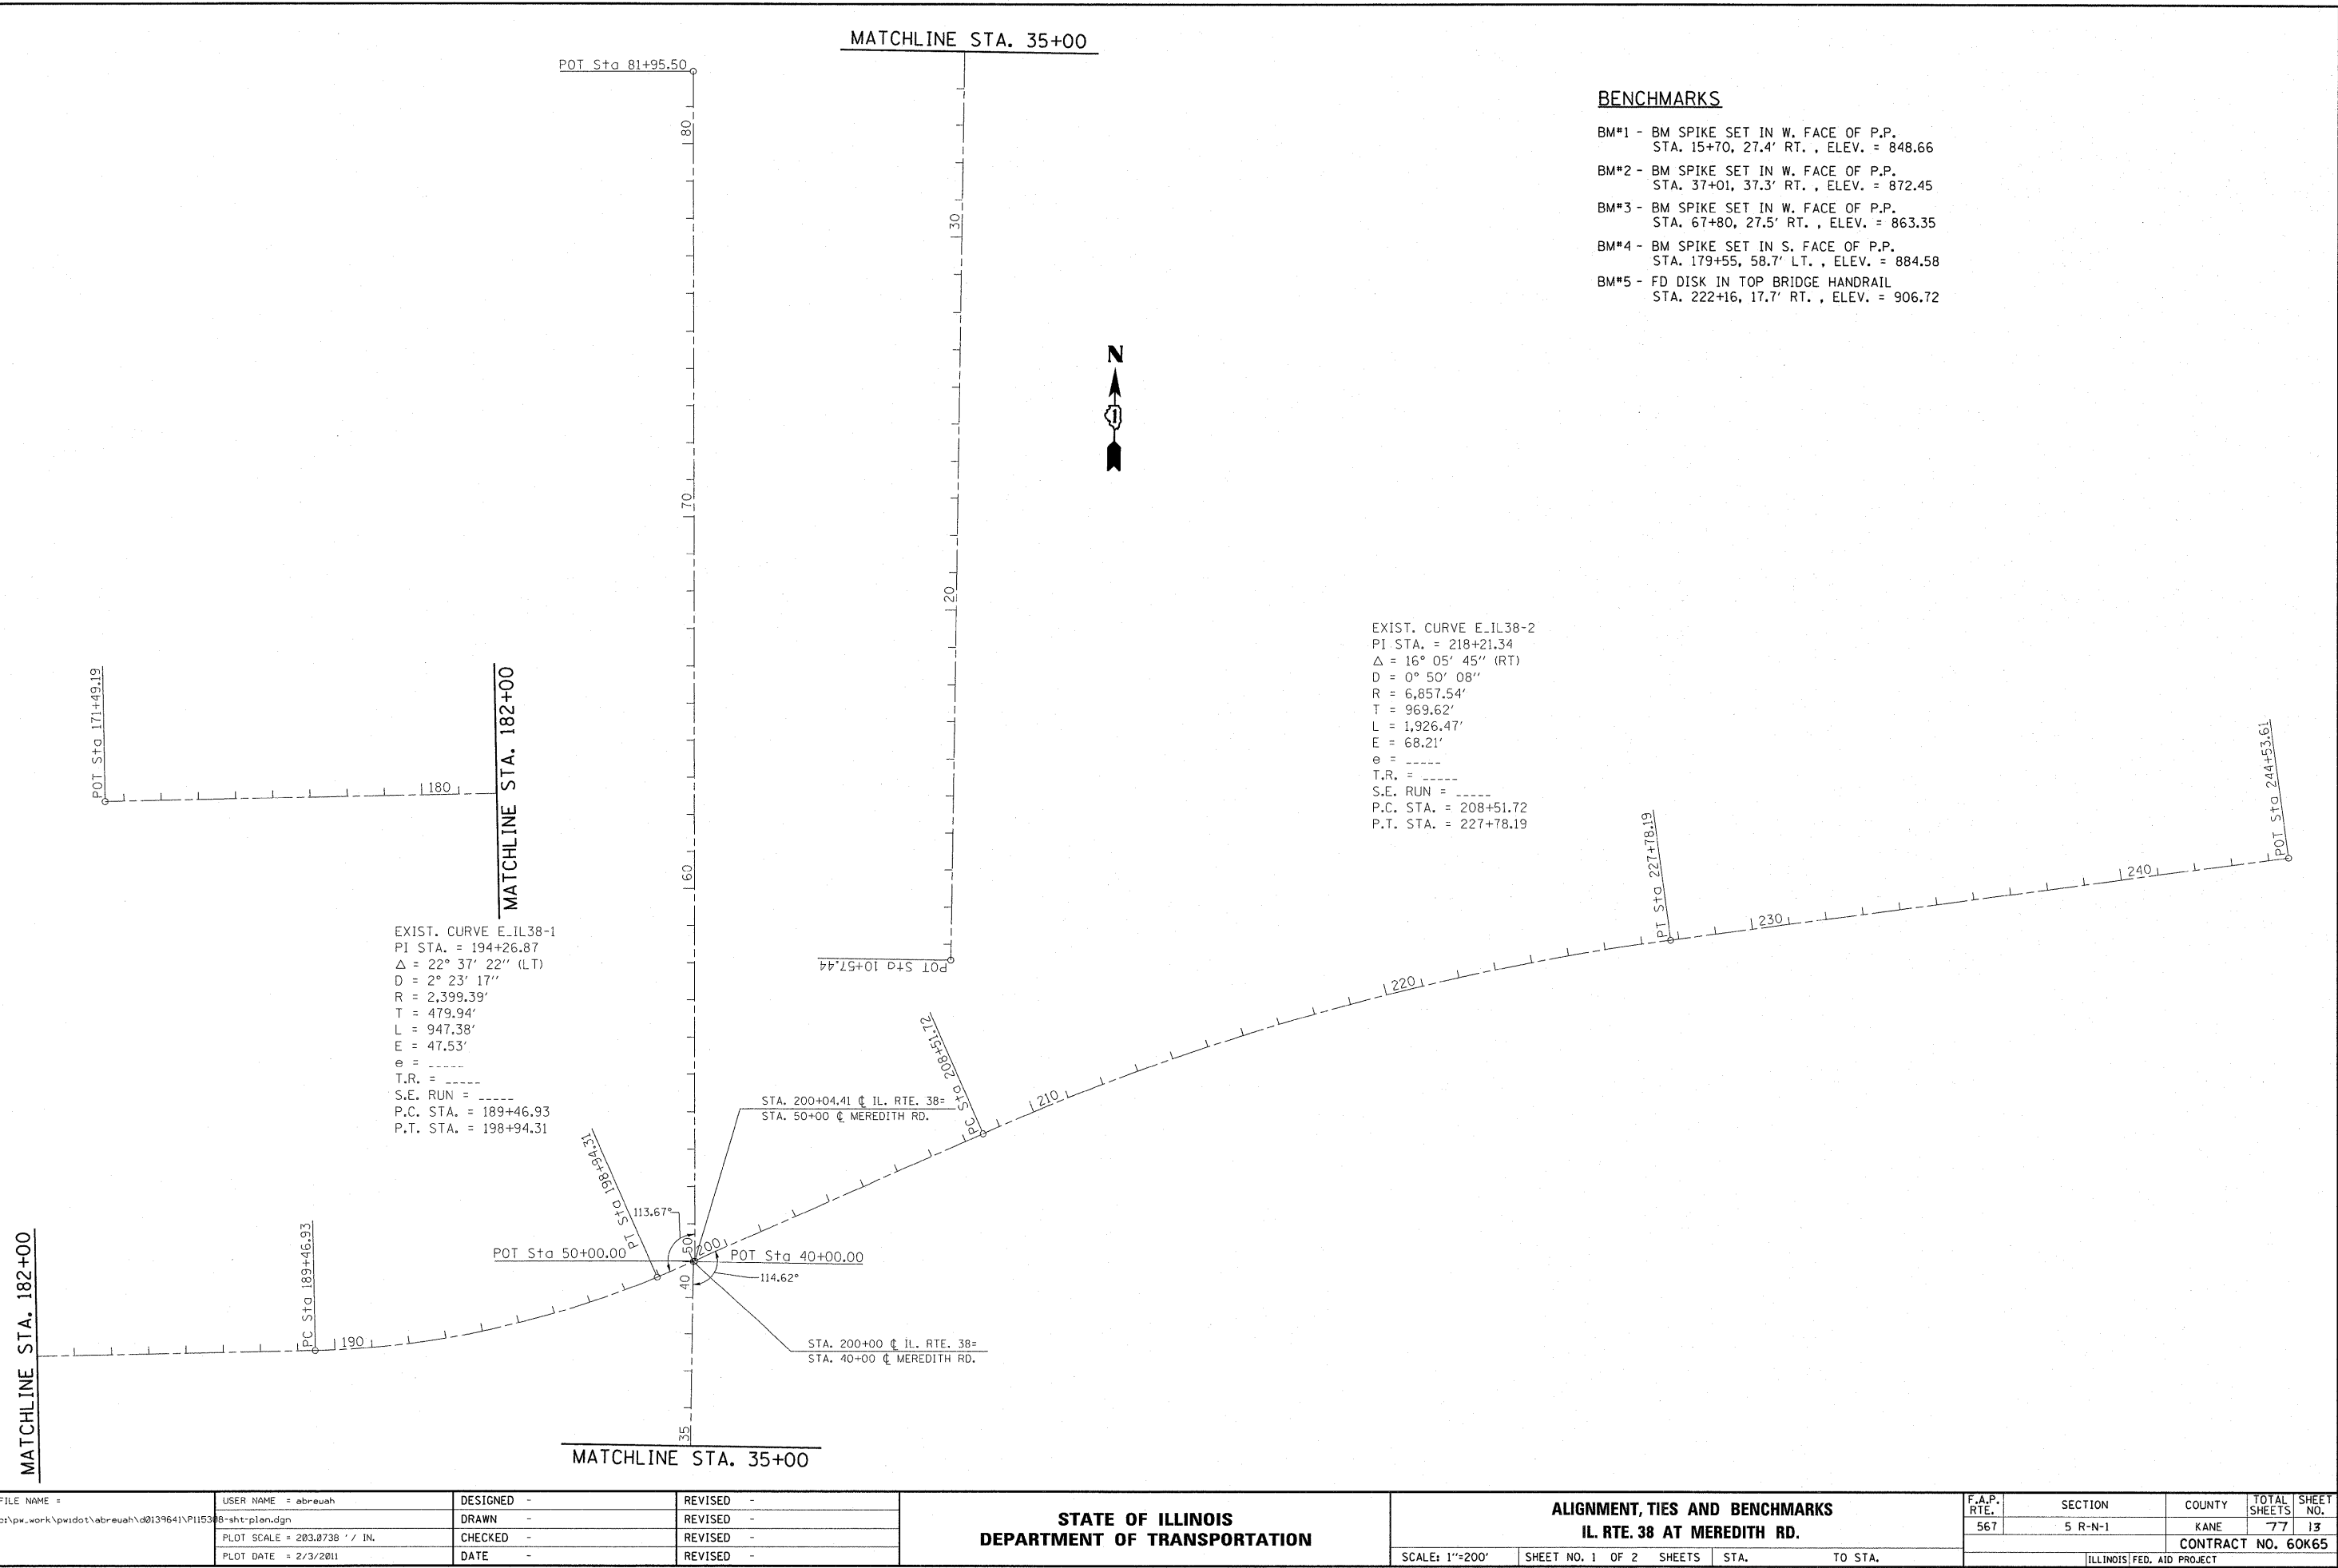 MATCHLINE STA. 35+00
POT Sta 81+95.50
80
70
60
50
30
20
POT Sta 10+57.44
BENCHMARKS
BM#1 - BM SPIKE SET IN W. FACE OF P.P.
STA. 15+70, 27.4' RT. , ELEV. = 848.66
BM#2 - BM SPIKE SET IN W. FACE OF P.P.
STA. 37+01, 37.3' RT. , ELEV. = 872.45
BM#3 - BM SPIKE SET IN W. FACE OF P.P.
STA. 67+80, 27.5' RT. , ELEV. = 863.35
BM#4 - BM SPIKE SET IN S. FACE OF P.P.
STA. 179+55, 58.7' LT. , ELEV. = 884.58
BM#5 - FD DISK IN TOP BRIDGE HANDRAIL
STA. 222+16, 17.7' RT. , ELEV. = 906.72
N
1
POT Sta 171+49.19
180
MATCHLINE STA. 182+00
EXIST. CURVE E_IL38-2
PI STA. = 218+21.34
Δ = 16° 05' 45'' (RT)
D = 0° 50' 08''
R = 6,857.54'
T = 969.62'
L = 1,926.47'
E = 68.21'
e = _____
T.R. = _____
S.E. RUN = _____
P.C. STA. = 208+51.72
P.T. STA. = 227+78.19
EXIST. CURVE E_IL38-1
PI STA. = 194+26.87
Δ = 22° 37' 22'' (LT)
D = 2° 23' 17''
R = 2,399.39'
T = 479.94'
L = 947.38'
E = 47.53'
e = _____
T.R. = _____
S.E. RUN = _____
P.C. STA. = 189+46.93
P.T. STA. = 198+94.31
MATCHLINE STA. 182+00
PC Sta 189+46.93
190
PT Sta 198+94.31
113.67°
POT Sta 50+00.00
200
POT Sta 40+00.00
114.62°
40
35
STA. 200+04.41 ℄ IL. RTE. 38=
STA. 50+00 ℄ MEREDITH RD.
STA. 200+00 ℄ IL. RTE. 38=
STA. 40+00 ℄ MEREDITH RD.
PC Sta 208+51.72
210
220
PT Sta 227+78.19
230
240
POT Sta 244+53.61
MATCHLINE STA. 35+00
FILE NAME =
c:\pw_work\pwidot\abreuah\d0139641\P115308-sht-plan.dgn
USER NAME = abreuah
PLOT SCALE = 203.0738 ' / IN.
PLOT DATE = 2/3/2011
DESIGNED -
DRAWN -
CHECKED -
DATE -
REVISED -
REVISED -
REVISED -
REVISED -
STATE OF ILLINOIS
DEPARTMENT OF TRANSPORTATION
ALIGNMENT, TIES AND BENCHMARKS
IL. RTE. 38 AT MEREDITH RD.
SCALE: 1''=200'
SHEET NO. 1 OF 2 SHEETS
STA. TO STA.
F.A.P. RTE.
567
SECTION
5 R-N-1
COUNTY
KANE
TOTAL SHEETS
77
SHEET NO.
13
CONTRACT NO. 60K65
ILLINOIS FED. AID PROJECT